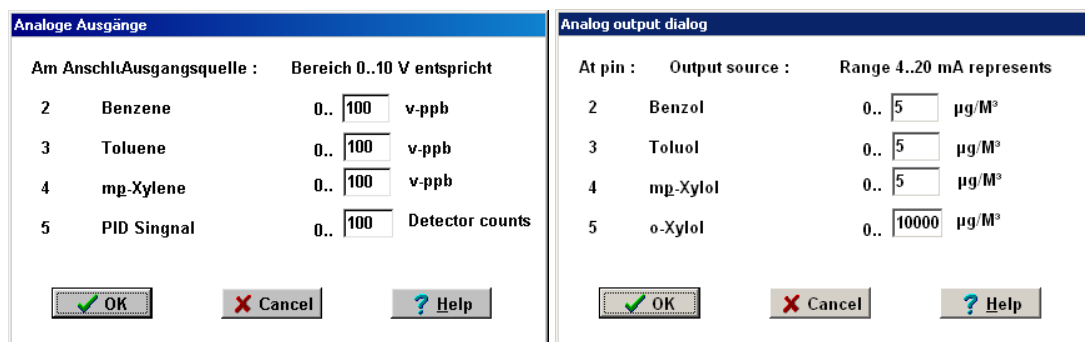 Analoge Ausgänge
Am AnschluAusgangsquelle : Bereich 0..10 V entspricht
2 Benzene 0.. 100 v-ppb
3 Toluene 0.. 100 v-ppb
4 mp-Xylene 0.. 100 v-ppb
5 PID Singnal 0.. 100 Detector counts
OK Cancel ? Help
Analog output dialog
At pin : Output source : Range 4..20 mA represents
2 Benzol 0.. 5 µg/M³
3 Toluol 0.. 5 µg/M³
4 mp-Xylol 0.. 5 µg/M³
5 o-Xylol 0.. 10000 µg/M³
OK Cancel ? Help